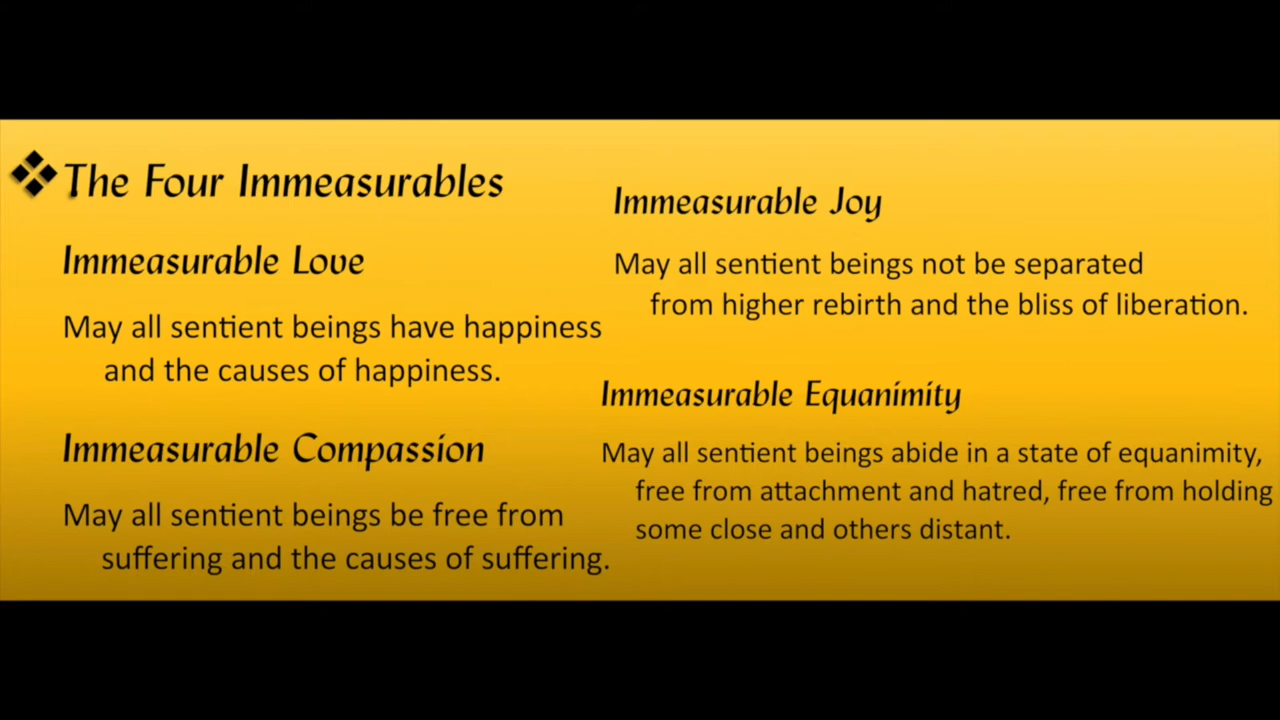 The Four Immeasurables
Immeasurable Love
May all sentient beings have happiness
and the causes of happiness.
Immeasurable Compassion
May all sentient beings be free from
suffering and the causes of suffering.
Immeasurable Joy
May all sentient beings not be separated
from higher rebirth and the bliss of liberation.
Immeasurable Equanimity
May all sentient beings abide in a state of equanimity,
free from attachment and hatred, free from holding
some close and others distant.